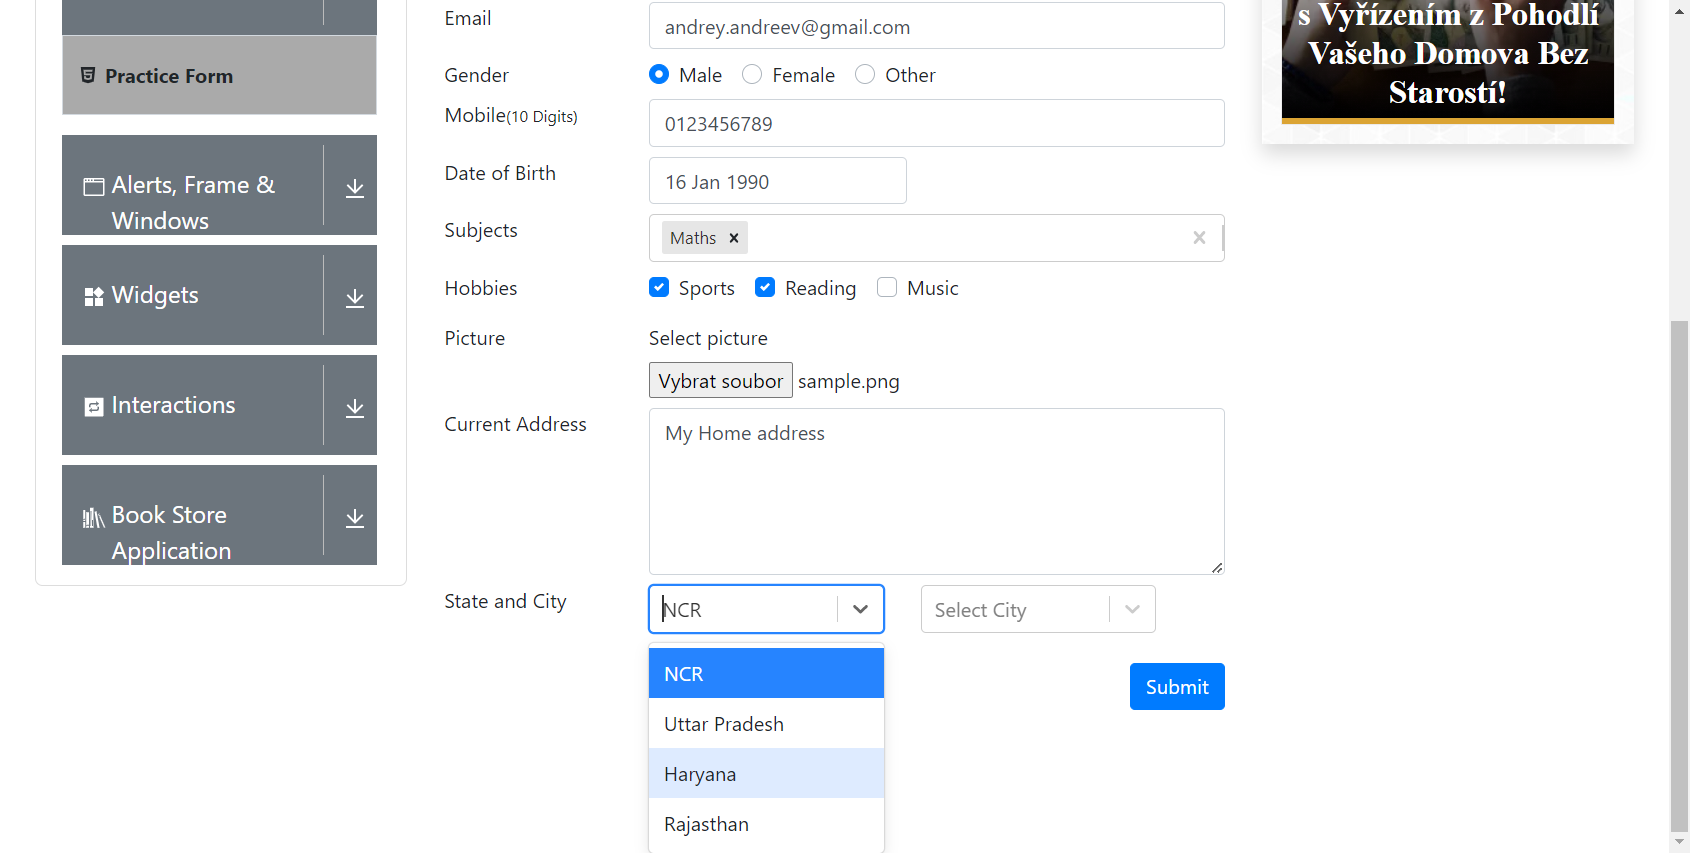 Practice Form
Alerts, Frame &
Windows
Widgets
Interactions
Book Store
Application
Email
andrey.andreev@gmail.com
Gender
Male
Female
Other
Mobile(10 Digits)
0123456789
Date of Birth
16 Jan 1990
Subjects
Maths
Hobbies
Sports
Reading
Music
Picture
Select picture
Vybrat soubor
sample.png
Current Address
My Home address
State and City
NCR
Select City
NCR
Uttar Pradesh
Haryana
Rajasthan
Submit
s Vyřízením z Pohodlí
Vašeho Domova Bez
Starostí!